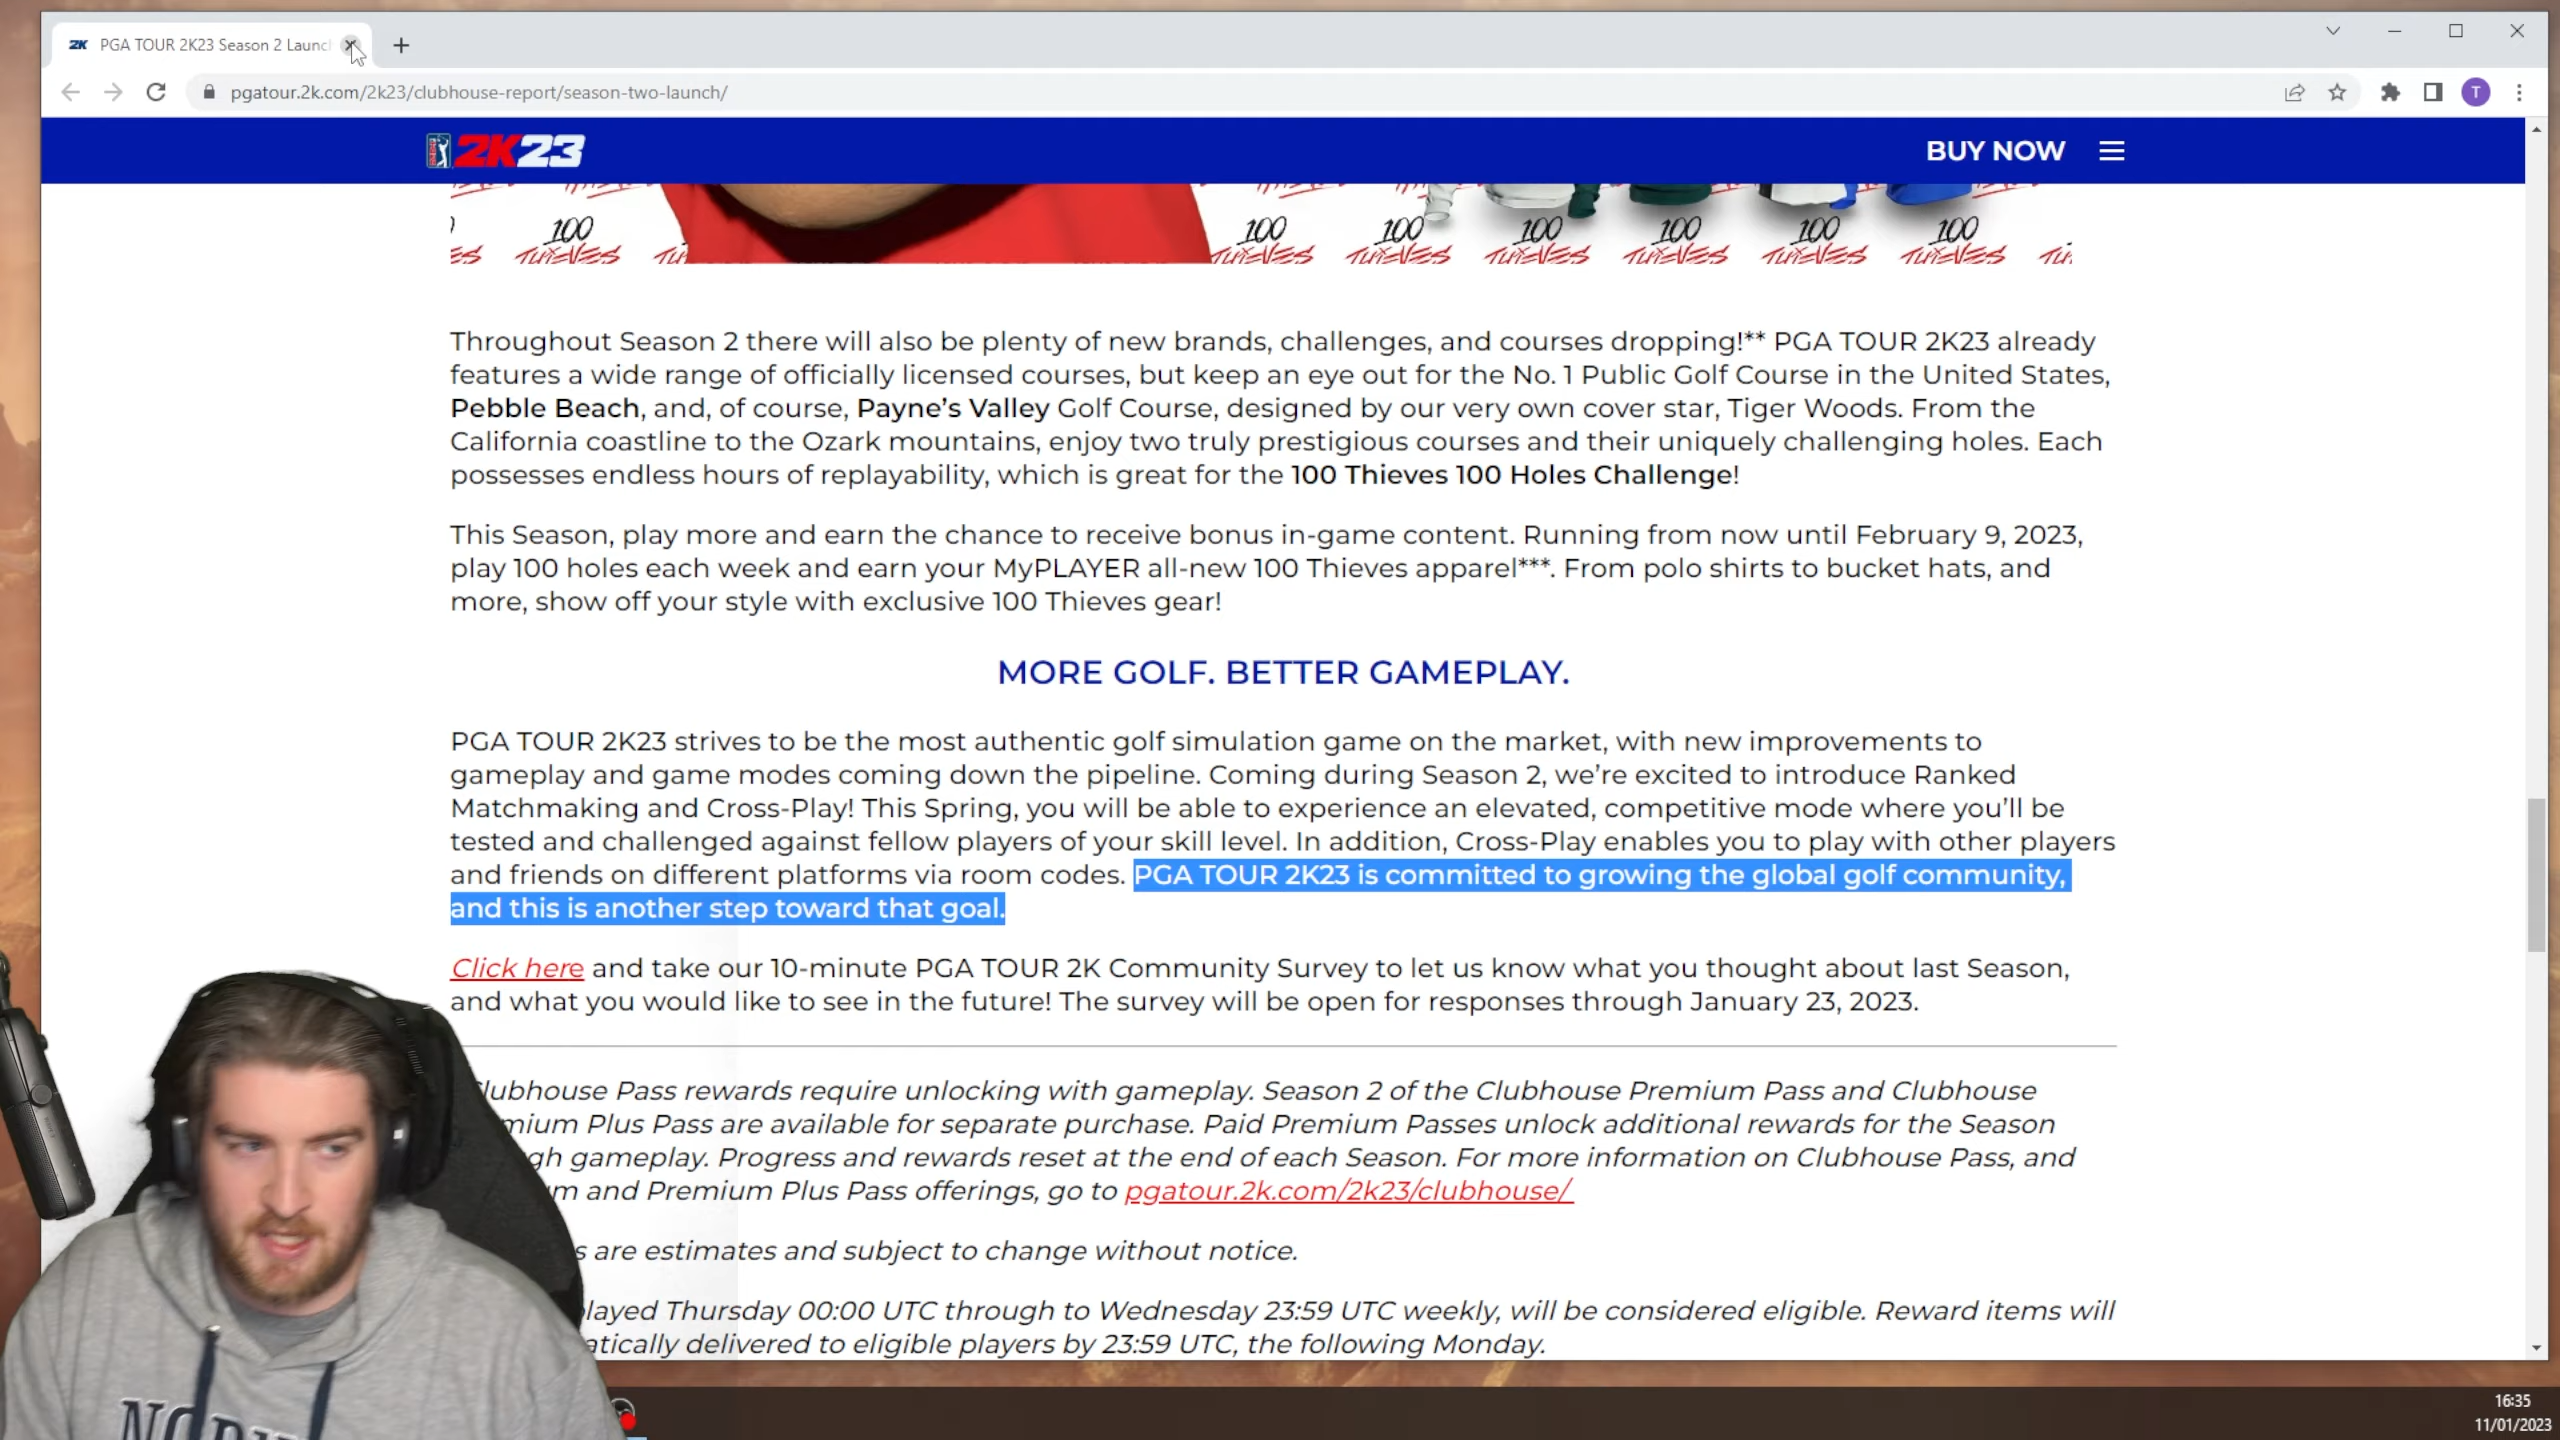 2K PGA TOUR 2K23 Season 2 Launc
pgatour.2k.com/2k23/clubhouse-report/season-two-launch/
T
2K23
BUY NOW
100 100 100 100 100 100 100
THIEVES THIEVES THIEVES THIEVES THIEVES THIEVES THIEVES
Throughout Season 2 there will also be plenty of new brands, challenges, and courses dropping!** PGA TOUR 2K23 already
features a wide range of officially licensed courses, but keep an eye out for the No. 1 Public Golf Course in the United States,
Pebble Beach, and, of course, Payne’s Valley Golf Course, designed by our very own cover star, Tiger Woods. From the
California coastline to the Ozark mountains, enjoy two truly prestigious courses and their uniquely challenging holes. Each
possesses endless hours of replayability, which is great for the 100 Thieves 100 Holes Challenge!
This Season, play more and earn the chance to receive bonus in-game content. Running from now until February 9, 2023,
play 100 holes each week and earn your MyPLAYER all-new 100 Thieves apparel***. From polo shirts to bucket hats, and
more, show off your style with exclusive 100 Thieves gear!
MORE GOLF. BETTER GAMEPLAY.
PGA TOUR 2K23 strives to be the most authentic golf simulation game on the market, with new improvements to
gameplay and game modes coming down the pipeline. Coming during Season 2, we’re excited to introduce Ranked
Matchmaking and Cross-Play! This Spring, you will be able to experience an elevated, competitive mode where you’ll be
tested and challenged against fellow players of your skill level. In addition, Cross-Play enables you to play with other players
and friends on different platforms via room codes. PGA TOUR 2K23 is committed to growing the global golf community,
and this is another step toward that goal.
Click here and take our 10-minute PGA TOUR 2K Community Survey to let us know what you thought about last Season,
and what you would like to see in the future! The survey will be open for responses through January 23, 2023.
lubhouse Pass rewards require unlocking with gameplay. Season 2 of the Clubhouse Premium Pass and Clubhouse
mium Plus Pass are available for separate purchase. Paid Premium Passes unlock additional rewards for the Season
gh gameplay. Progress and rewards reset at the end of each Season. For more information on Clubhouse Pass, and
m and Premium Plus Pass offerings, go to pgatour.2k.com/2k23/clubhouse/
s are estimates and subject to change without notice.
layed Thursday 00:00 UTC through to Wednesday 23:59 UTC weekly, will be considered eligible. Reward items will
atically delivered to eligible players by 23:59 UTC, the following Monday.
16:35
11/01/2023